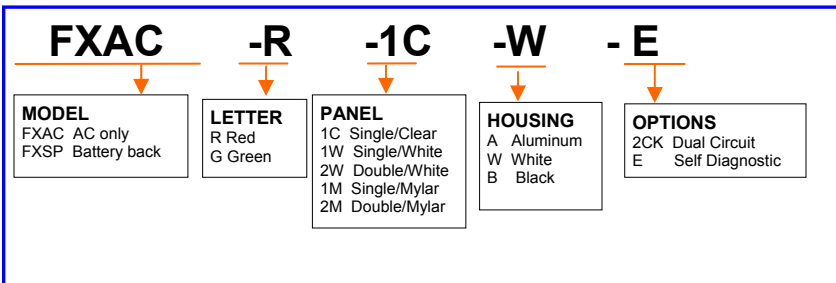 FXAC -R -1C -W - E
MODEL
FXAC AC only
FXSP Battery back
LETTER
R Red
G Green
PANEL
1C Single/Clear
1W Single/White
2W Double/White
1M Single/Mylar
2M Double/Mylar
HOUSING
A Aluminum
W White
B Black
OPTIONS
2CK Dual Circuit
E Self Diagnostic